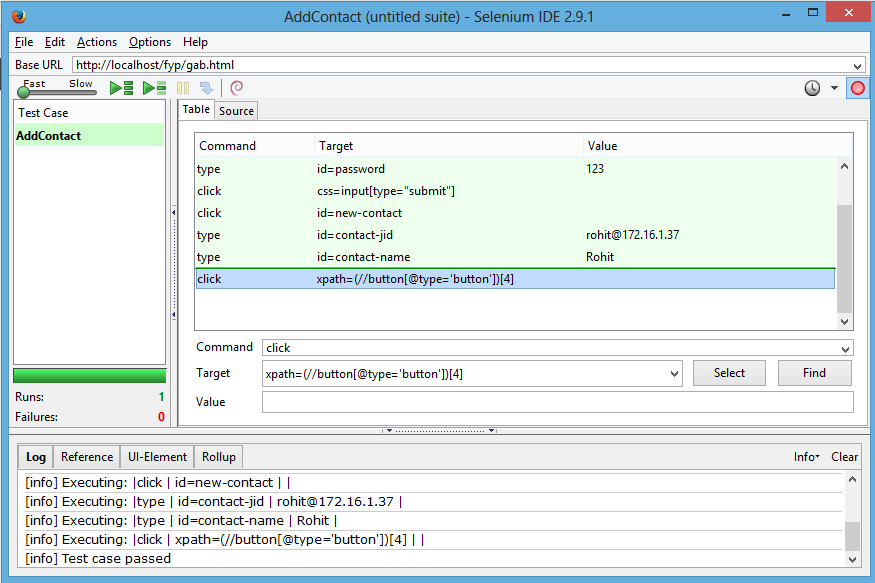 AddContact (untitled suite) - Selenium IDE 2.9.1
File Edit Actions Options Help
Base URL http://localhost/fyp/gab.html
Fast Slow
Test Case
AddContact
Table Source
Command Target Value
type id=password 123
click css=input[type="submit"]
click id=new-contact
type id=contact-jid rohit@172.16.1.37
type id=contact-name Rohit
click xpath=(//button[@type='button'])[4]
Command click
Target xpath=(//button[@type='button'])[4] Select Find
Value
Runs: 1
Failures: 0
Log Reference UI-Element Rollup Info Clear
[info] Executing: |click | id=new-contact | |
[info] Executing: |type | id=contact-jid | rohit@172.16.1.37 |
[info] Executing: |type | id=contact-name | Rohit |
[info] Executing: |click | xpath=(//button[@type='button'])[4] | |
[info] Test case passed